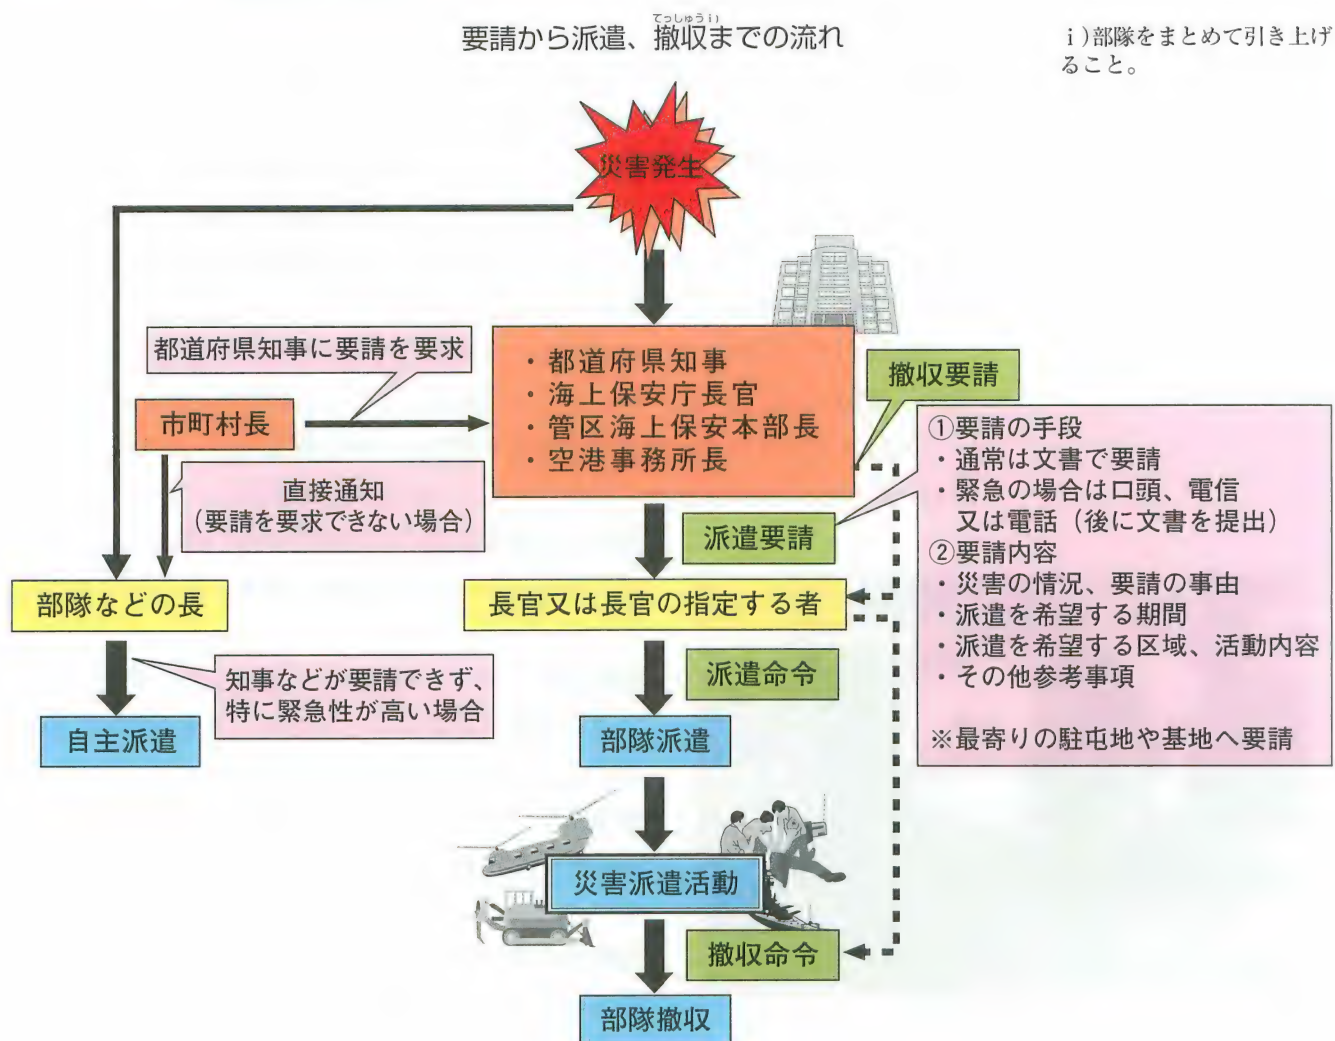 てっしゅうi)
要請から派遣、撤収までの流れ
i)部隊をまとめて引き上げ
ること。
災害発生
都道府県知事に要請を要求
・都道府県知事
・海上保安庁長官
・管区海上保安本部長
・空港事務所長
撤収要請
市町村長
直接通知
（要請を要求できない場合）
派遣要請
①要請の手段
・通常は文書で要請
・緊急の場合は口頭、電信
又は電話（後に文書を提出）
②要請内容
・災害の情況、要請の事由
・派遣を希望する期間
・派遣を希望する区域、活動内容
・その他参考事項
※最寄りの駐屯地や基地へ要請
部隊などの長
長官又は長官の指定する者
知事などが要請できず、
特に緊急性が高い場合
派遣命令
自主派遣
部隊派遣
災害派遣活動
撤収命令
部隊撤収